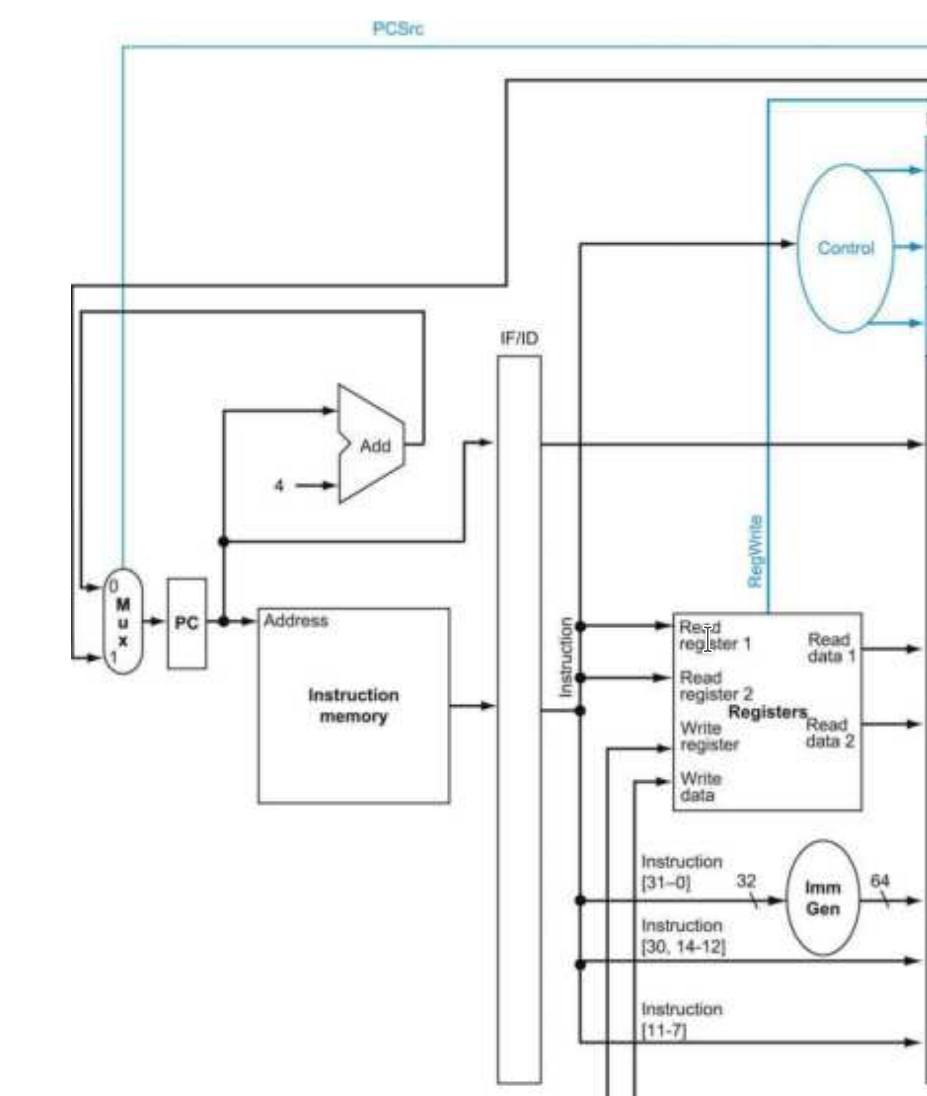 PCSrc
Control
IF/ID
Add
4
RegWrite
0
M
u
x
1
PC
Address
Instruction
memory
Instruction
Read
register 1
Read
register 2
Write
register
Write
data
Registers
Read
data 1
Read
data 2
Instruction
[31–0]
32
Imm
Gen
64
Instruction
[30, 14-12]
Instruction
[11-7]